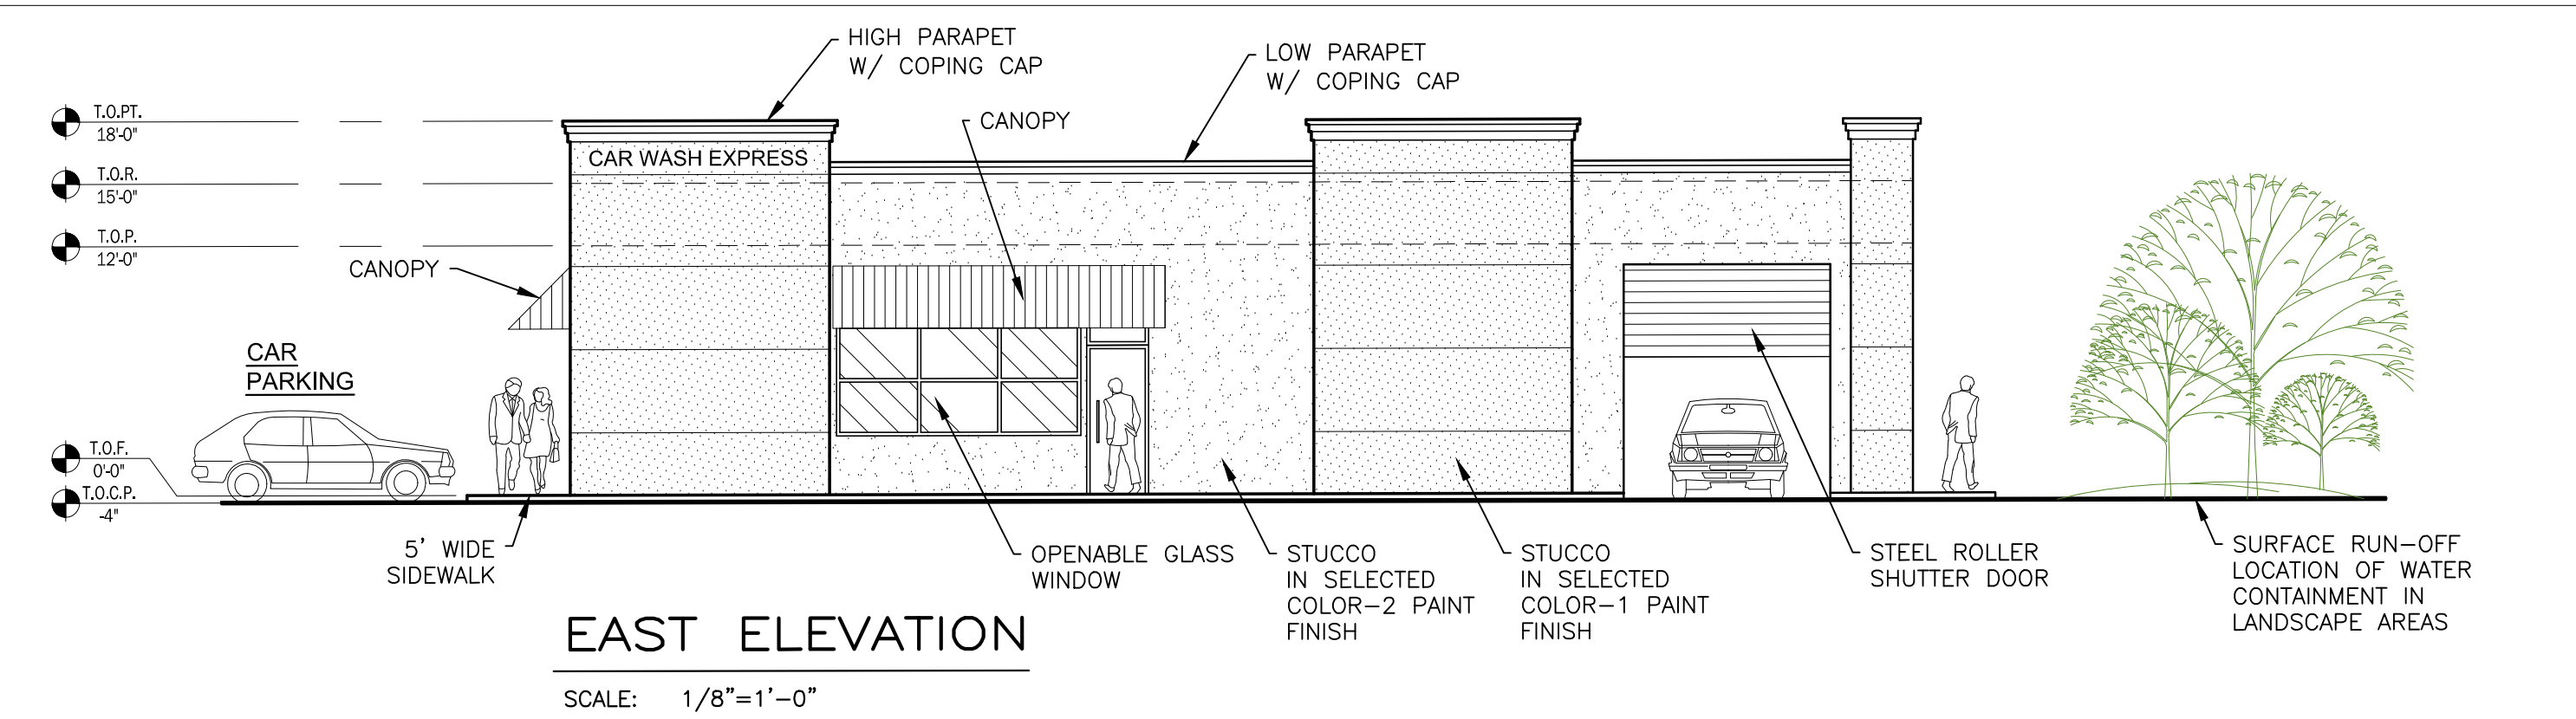 HIGH PARAPET
W/ COPING CAP
LOW PARAPET
W/ COPING CAP
CANOPY
T.O.PT.
18'-0"
T.O.R.
15'-0"
T.O.P.
12'-0"
CAR WASH EXPRESS
CANOPY
CAR
PARKING
T.O.F.
0'-0"
T.O.C.P.
-4"
5' WIDE
SIDEWALK
OPENABLE GLASS
WINDOW
STUCCO
IN SELECTED
COLOR-2 PAINT
FINISH
STUCCO
IN SELECTED
COLOR-1 PAINT
FINISH
STEEL ROLLER
SHUTTER DOOR
SURFACE RUN-OFF
LOCATION OF WATER
CONTAINMENT IN
LANDSCAPE AREAS
EAST ELEVATION
SCALE: 1/8"=1'-0"